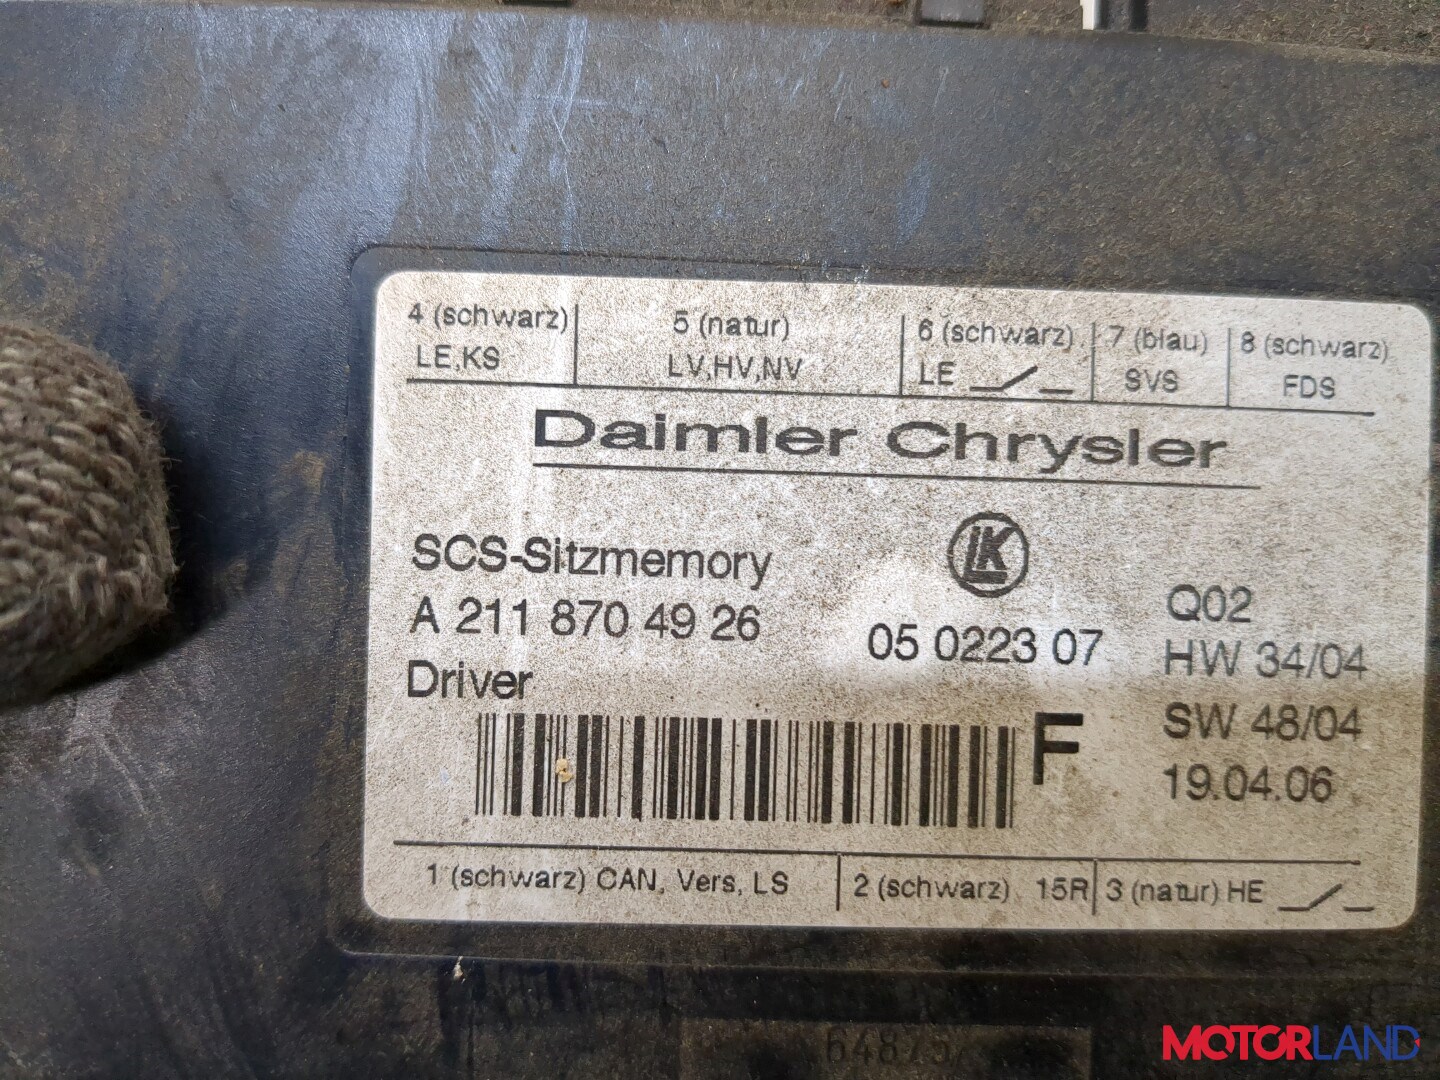 4 (schwarz) 5 (natur) 6 (schwarz) 7 (blau) 8 (schwarz)
LE,KS LV,HV,NV LE SVS FDS
Daimler Chrysler
SCS-Sitzmemory LK
A 211 870 49 26 05 0223 07 Q02
Driver HW 34/04
F SW 48/04
19.04.06
1 (schwarz) CAN, Vers, LS 2 (schwarz) 15R 3 (natur) HE
MOTORLAND